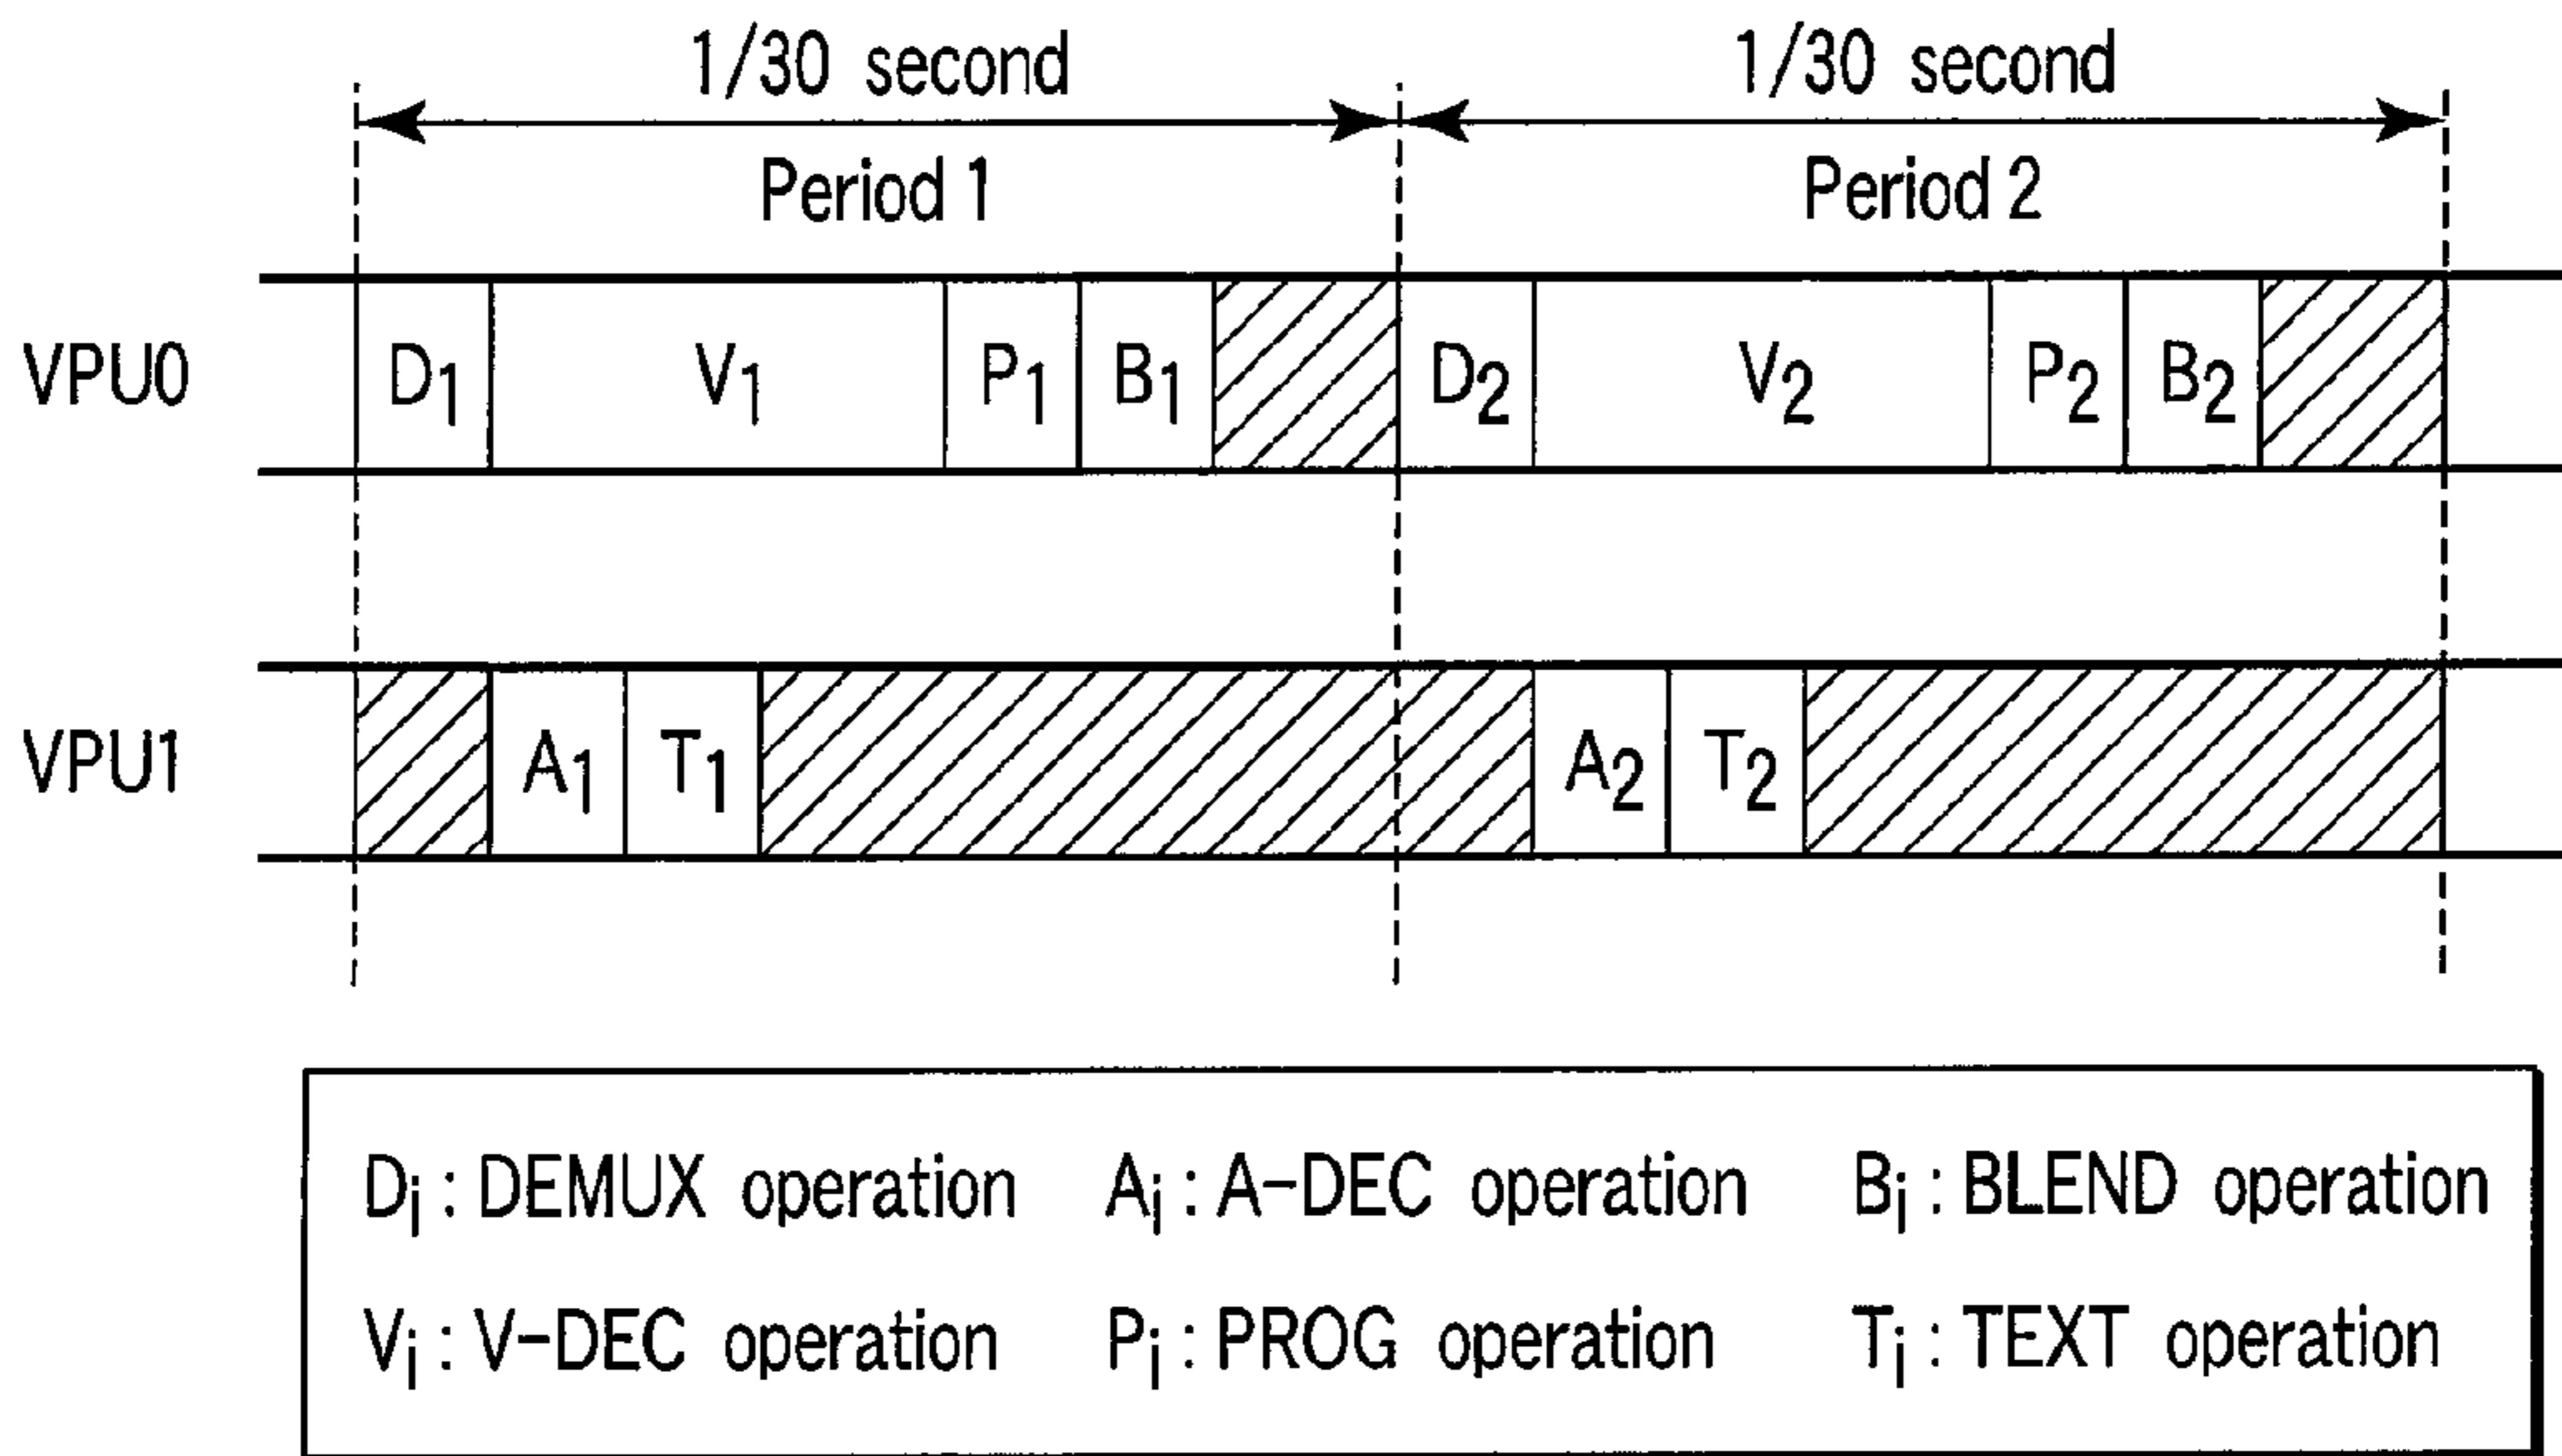 1/30 second 1/30 second
Period 1 Period 2
VPU0 D1 V1 P1 B1 D2 V2 P2 B2
VPU1 A1 T1 A2 T2
Di : DEMUX operation Ai : A-DEC operation Bi : BLEND operation
Vi : V-DEC operation Pi : PROG operation Ti : TEXT operation